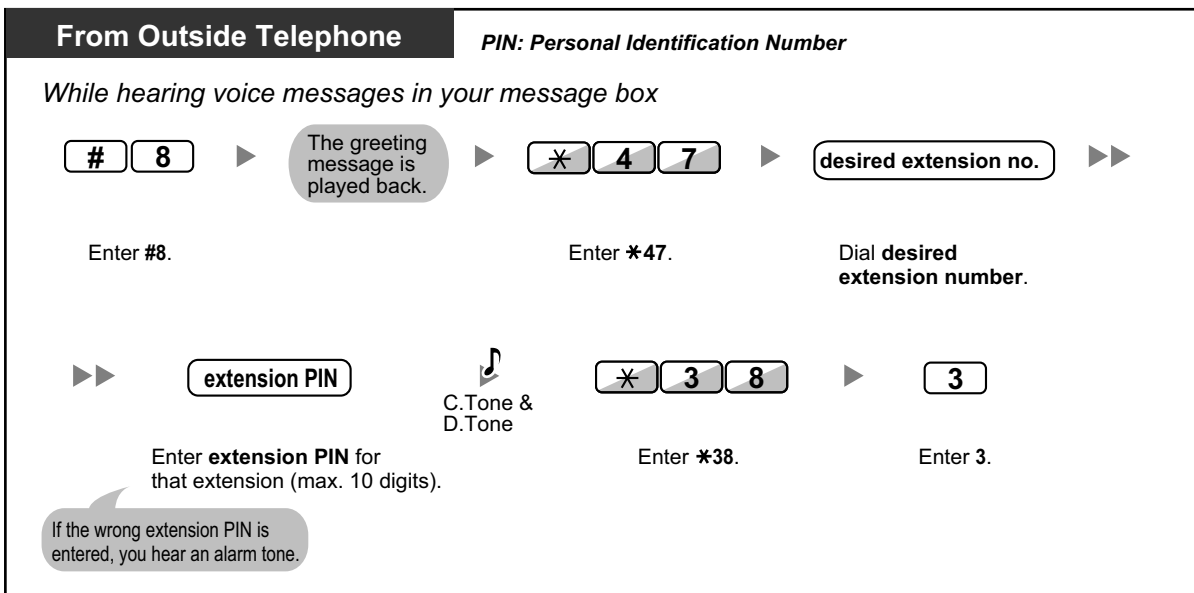 From Outside Telephone
PIN: Personal Identification Number
While hearing voice messages in your message box
# 8
The greeting
message is
played back.
* 4 7
desired extension no.
Enter #8.
Enter *47.
Dial desired
extension number.
extension PIN
C.Tone &
D.Tone
* 3 8
3
Enter extension PIN for
that extension (max. 10 digits).
Enter *38.
Enter 3.
If the wrong extension PIN is
entered, you hear an alarm tone.